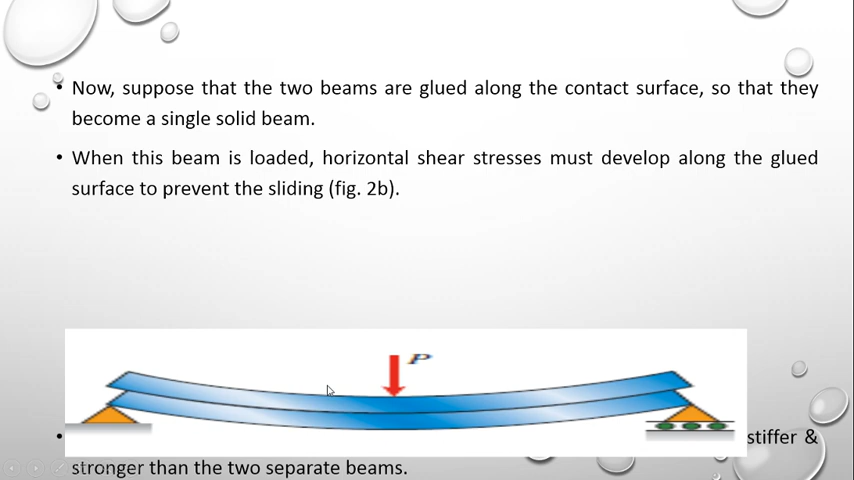 • Now, suppose that the two beams are glued along the contact surface, so that they
become a single solid beam.
• When this beam is loaded, horizontal shear stresses must develop along the glued
surface to prevent the sliding (fig. 2b).
P
• stiffer &
stronger than the two separate beams.